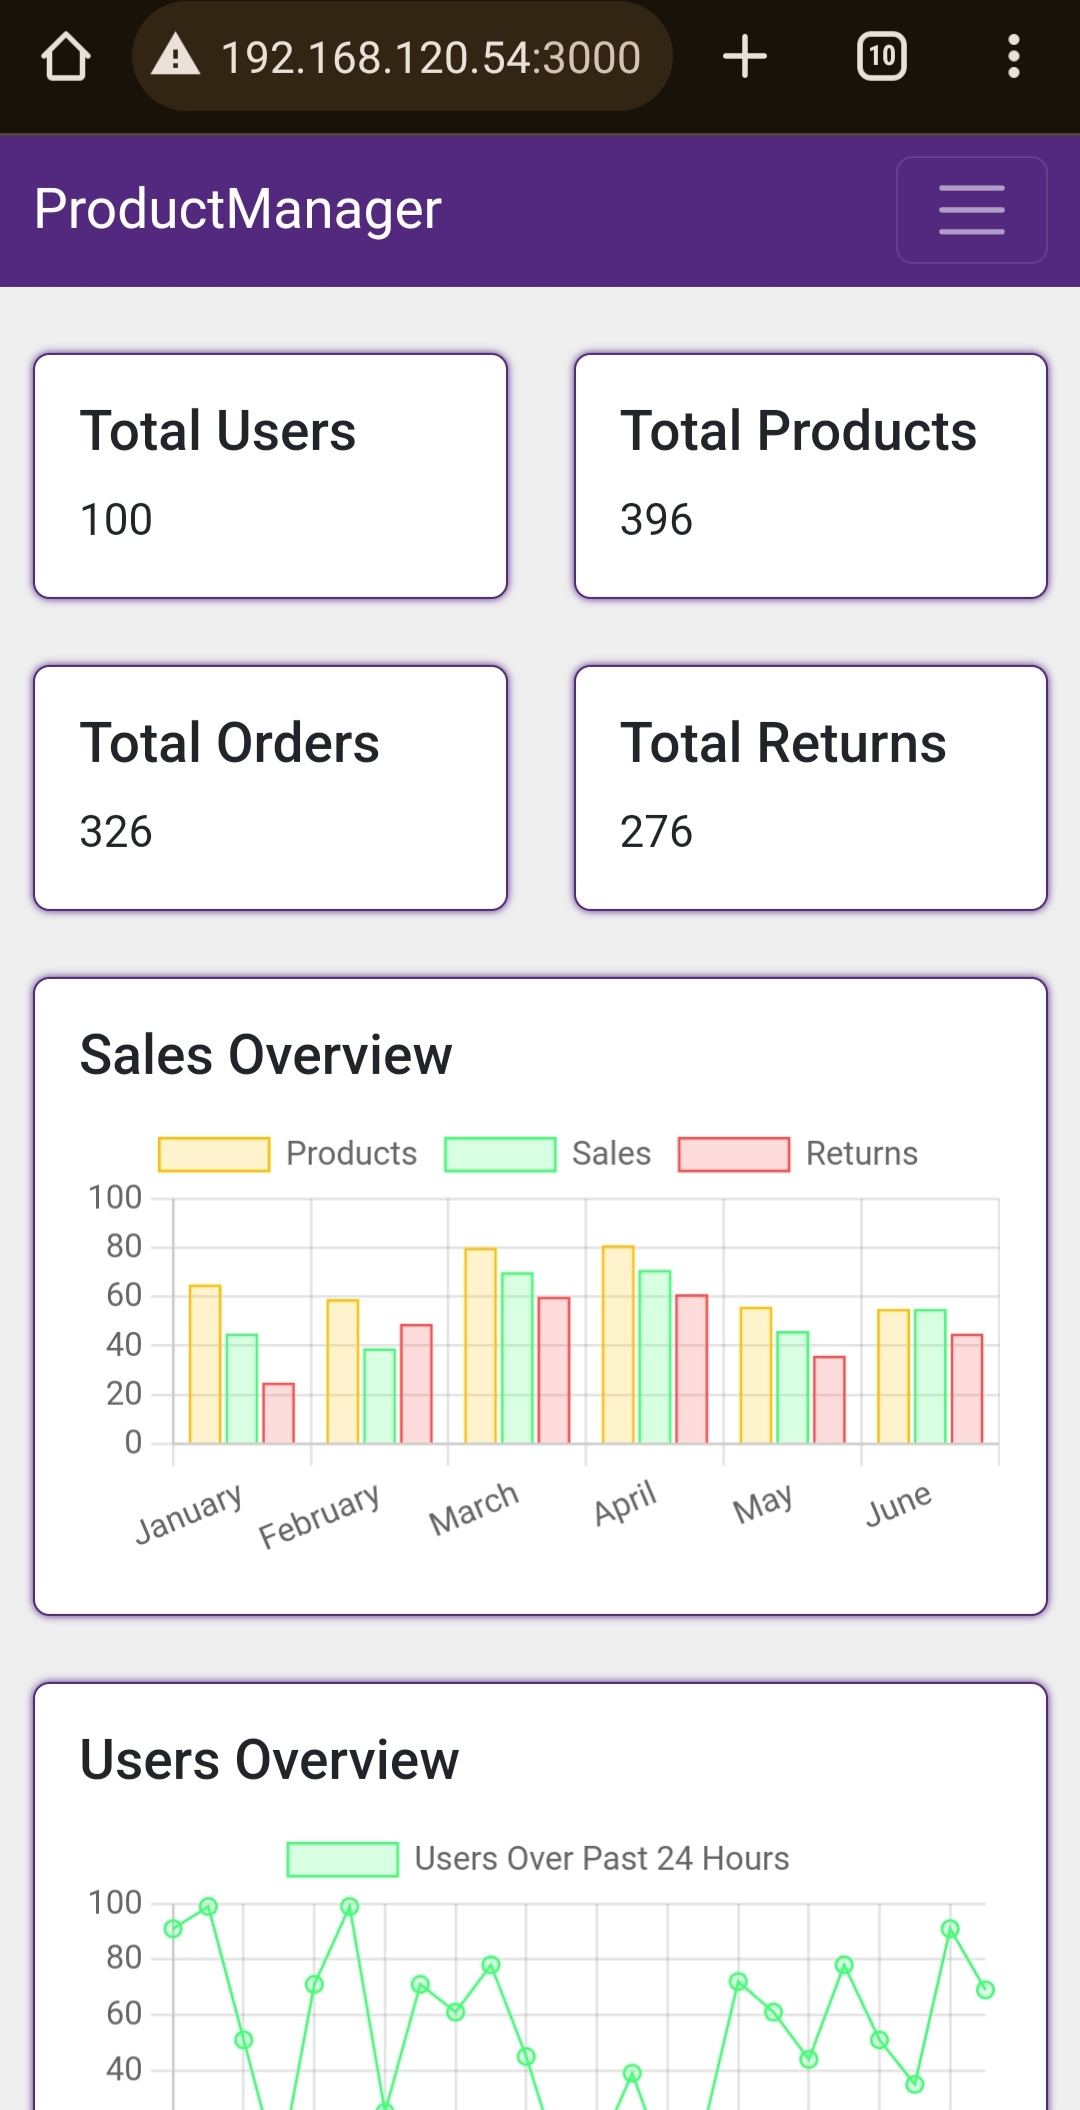 192.168.120.54:3000
10
ProductManager
Total Users
100
Total Products
396
Total Orders
326
Total Returns
276
Sales Overview
Products Sales Returns
100
80
60
40
20
0
January February March April May June
Users Overview
Users Over Past 24 Hours
100
80
60
40